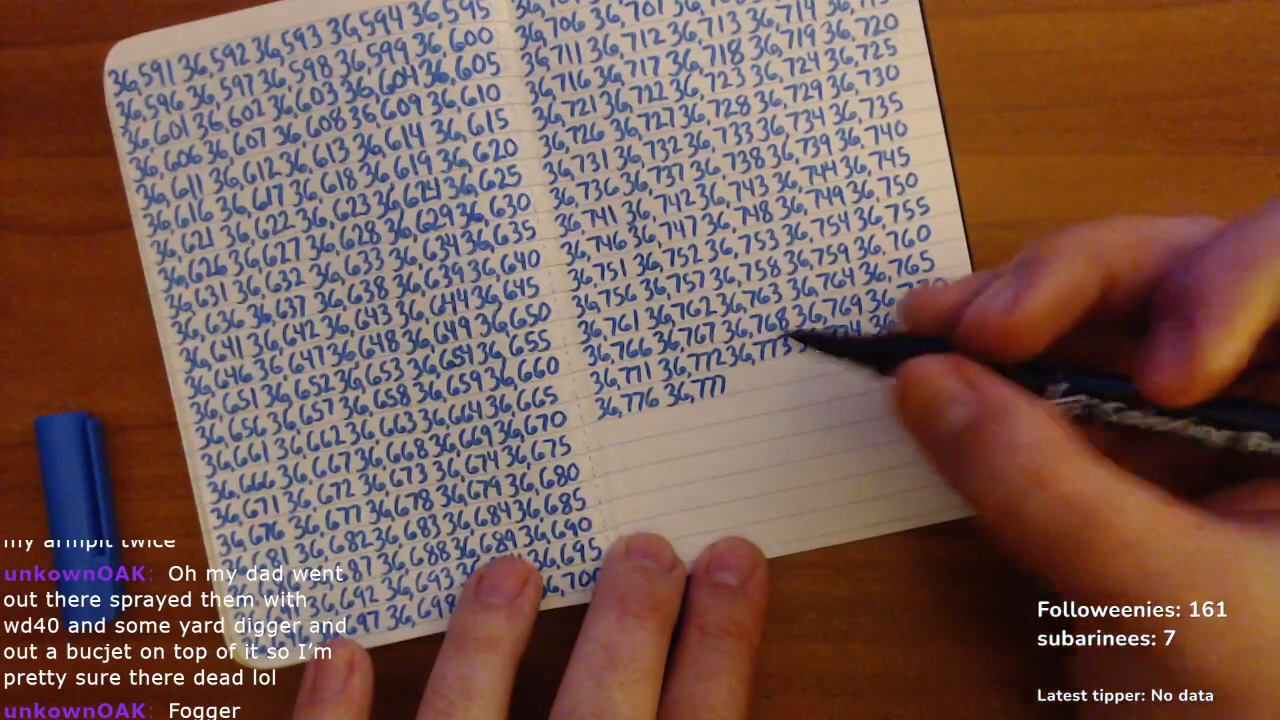 36,591 36,592 36,593 36,594 36,595
36,596 36,597 36,598 36,599 36,600
36,601 36,602 36,603 36,604 36,605
36,606 36,607 36,608 36,609 36,610
36,611 36,612 36,613 36,614 36,615
36,616 36,617 36,618 36,619 36,620
36,621 36,622 36,623 36,624 36,625
36,626 36,627 36,628 36,629 36,630
36,631 36,632 36,633 36,634 36,635
36,636 36,637 36,638 36,639 36,640
36,641 36,642 36,643 36,644 36,645
36,646 36,647 36,648 36,649 36,650
36,651 36,652 36,653 36,654 36,655
36,656 36,657 36,658 36,659 36,660
36,661 36,662 36,663 36,664 36,665
36,666 36,667 36,668 36,669 36,670
36,671 36,672 36,673 36,674 36,675
36,676 36,677 36,678 36,679 36,680
681 36,682 36,683 36,684 36,685
87 36,688 36,689 36,690
36,692 36,693 36,695
697 36,698 36,700
36,706 36,707
36,711 36,712 36,713 36,714
36,716 36,717 36,718 36,719 36,720
36,721 36,722 36,723 36,724 36,725
36,726 36,727 36,728 36,729 36,730
36,731 36,732 36,733 36,734 36,735
36,736 36,737 36,738 36,739 36,740
36,741 36,742 36,743 36,744 36,745
36,746 36,747 36,748 36,749 36,750
36,751 36,752 36,753 36,754 36,755
36,756 36,757 36,758 36,759 36,760
36,761 36,762 36,763 36,764 36,765
36,766 36,767 36,768 36,769
36,771 36,772 36,773
36,776 36,777
my armpit twice
unkownOAK: Oh my dad went
out there sprayed them with
wd40 and some yard digger and
out a bucjet on top of it so I'm
pretty sure there dead lol
unkownOAK: Fogger
Followeenies: 161
subarinees: 7
Latest tipper: No data